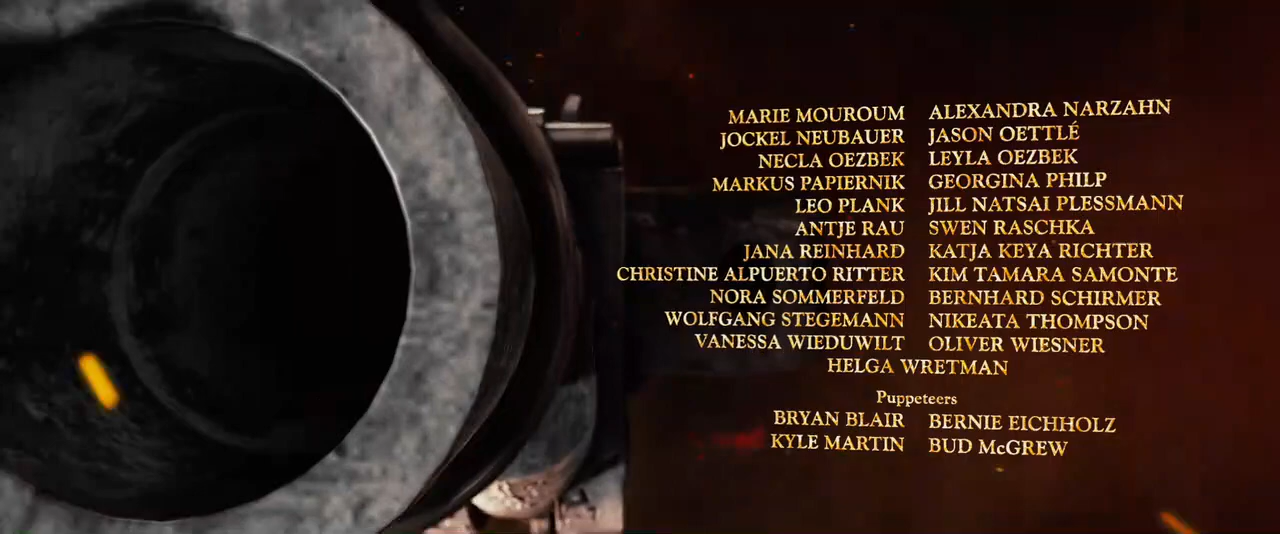 MARIE MOUROUM ALEXANDRA NARZAHN
JOCKEL NEUBAUER JASON OETTLÉ
NECLA OEZBEK LEYLA OEZBEK
MARKUS PAPIERNIK GEORGINA PHILP
LEO PLANK JILL NATSAI PLESSMANN
ANTJE RAU SWEN RASCHKA
JANA REINHARD KATJA KEYA RICHTER
CHRISTINE ALPUERTO RITTER KIM TAMARA SAMONTE
NORA SOMMERFELD BERNHARD SCHIRMER
WOLFGANG STEGEMANN NIKEATA THOMPSON
VANESSA WIEDUWILT OLIVER WIESNER
HELGA WRETMAN
Puppeteers
BRYAN BLAIR BERNIE EICHHOLZ
KYLE MARTIN BUD McGREW